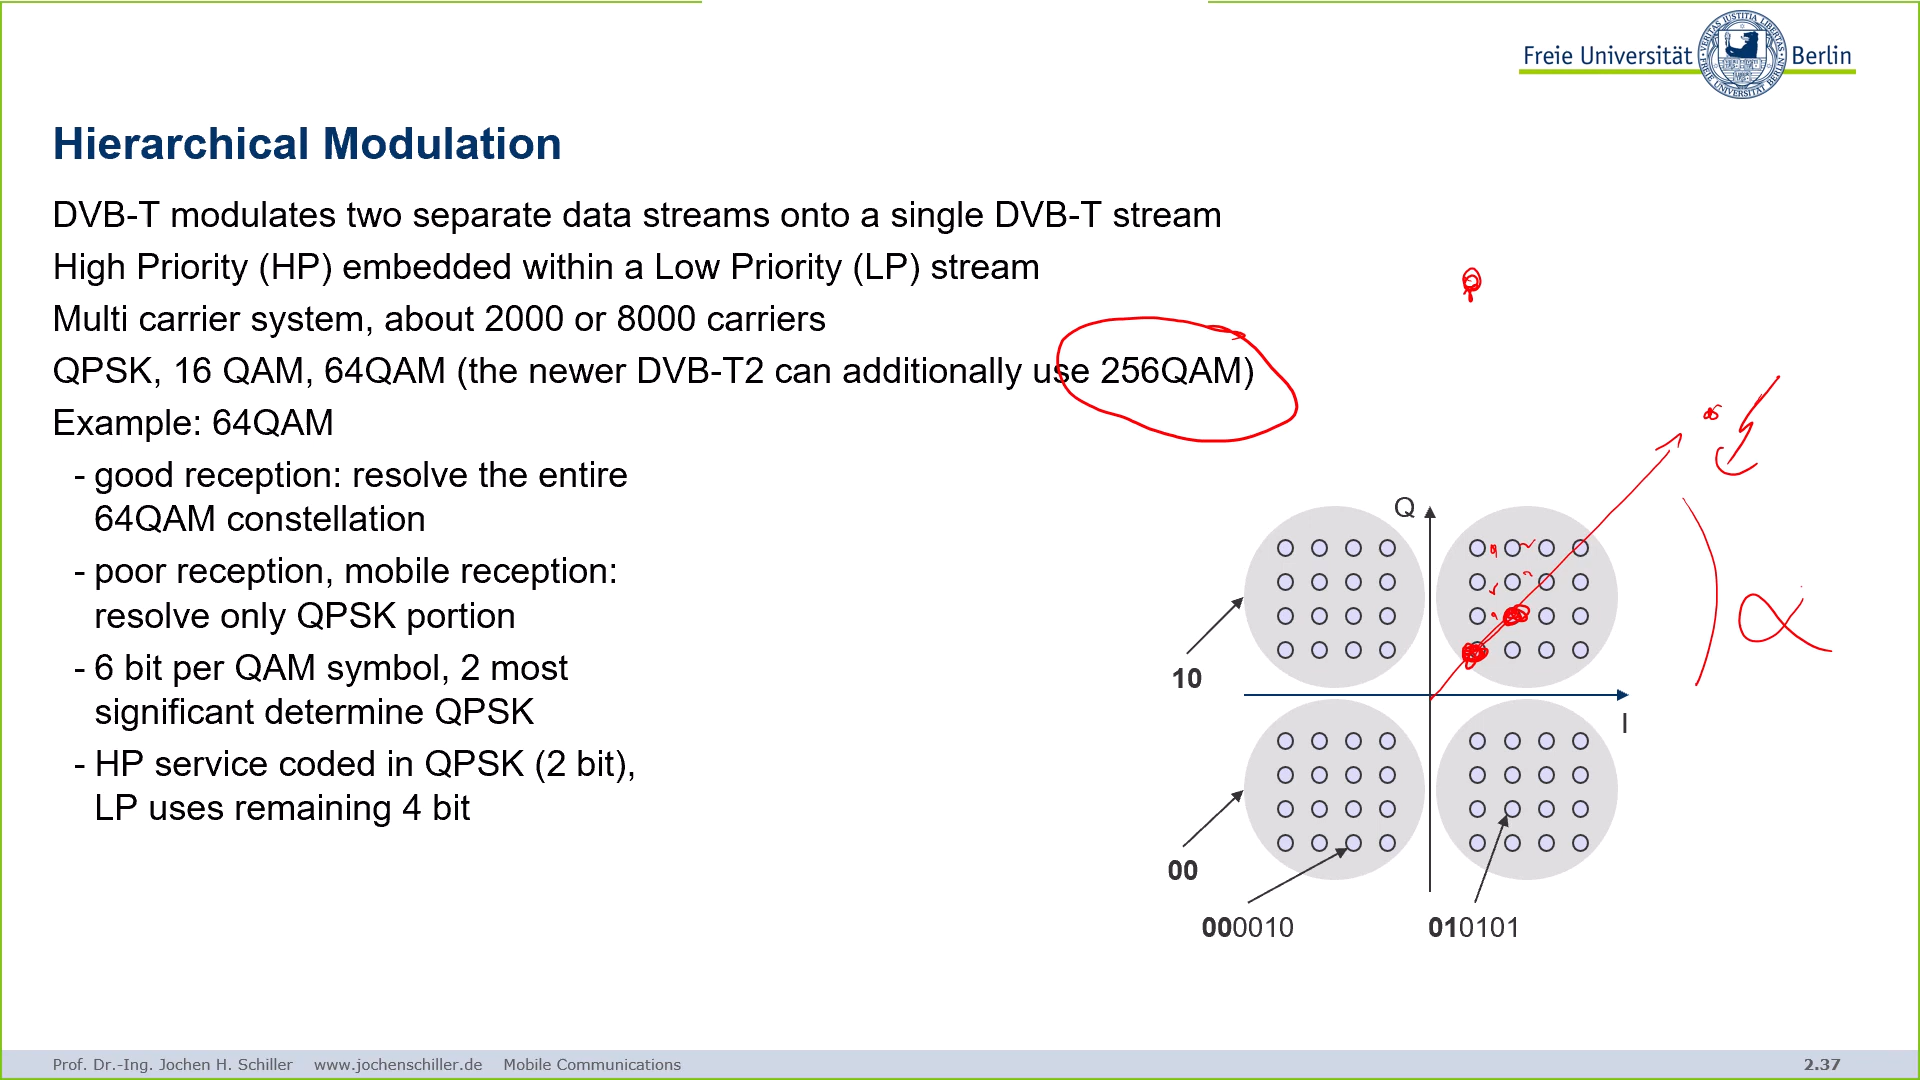 Freie Universität Berlin
Hierarchical Modulation
DVB-T modulates two separate data streams onto a single DVB-T stream
High Priority (HP) embedded within a Low Priority (LP) stream
Multi carrier system, about 2000 or 8000 carriers
QPSK, 16 QAM, 64QAM (the newer DVB-T2 can additionally use 256QAM)
Example: 64QAM
- good reception: resolve the entire
64QAM constellation
- poor reception, mobile reception:
resolve only QPSK portion
- 6 bit per QAM symbol, 2 most
significant determine QPSK
- HP service coded in QPSK (2 bit),
LP uses remaining 4 bit
Q
α
10
I
00
000010
010101
Prof. Dr.-Ing. Jochen H. Schiller www.jochenschiller.de Mobile Communications
2.37